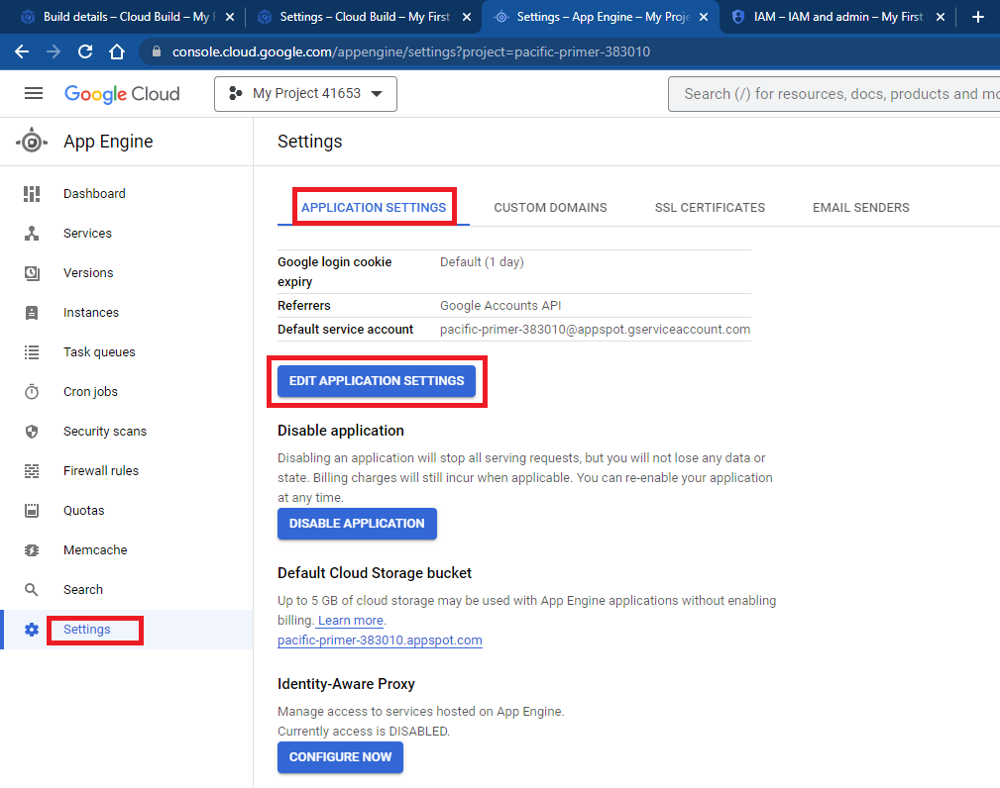 Build details – Cloud Build – My F
Settings – Cloud Build – My First
Settings – App Engine – My Proje
IAM – IAM and admin – My First
console.cloud.google.com/appengine/settings?project=pacific-primer-383010
Google Cloud
My Project 41653
Search (/) for resources, docs, products and mo
App Engine
Dashboard
Services
Versions
Instances
Task queues
Cron jobs
Security scans
Firewall rules
Quotas
Memcache
Search
Settings
Settings
APPLICATION SETTINGS
CUSTOM DOMAINS
SSL CERTIFICATES
EMAIL SENDERS
Google login cookie
expiry
Default (1 day)
Referrers
Google Accounts API
Default service account
pacific-primer-383010@appspot.gserviceaccount.com
EDIT APPLICATION SETTINGS
Disable application
Disabling an application will stop all serving requests, but you will not lose any data or
state. Billing charges will still incur when applicable. You can re-enable your application
at any time.
DISABLE APPLICATION
Default Cloud Storage bucket
Up to 5 GB of cloud storage may be used with App Engine applications without enabling
billing. Learn more.
pacific-primer-383010.appspot.com
Identity-Aware Proxy
Manage access to services hosted on App Engine.
Currently access is DISABLED.
CONFIGURE NOW